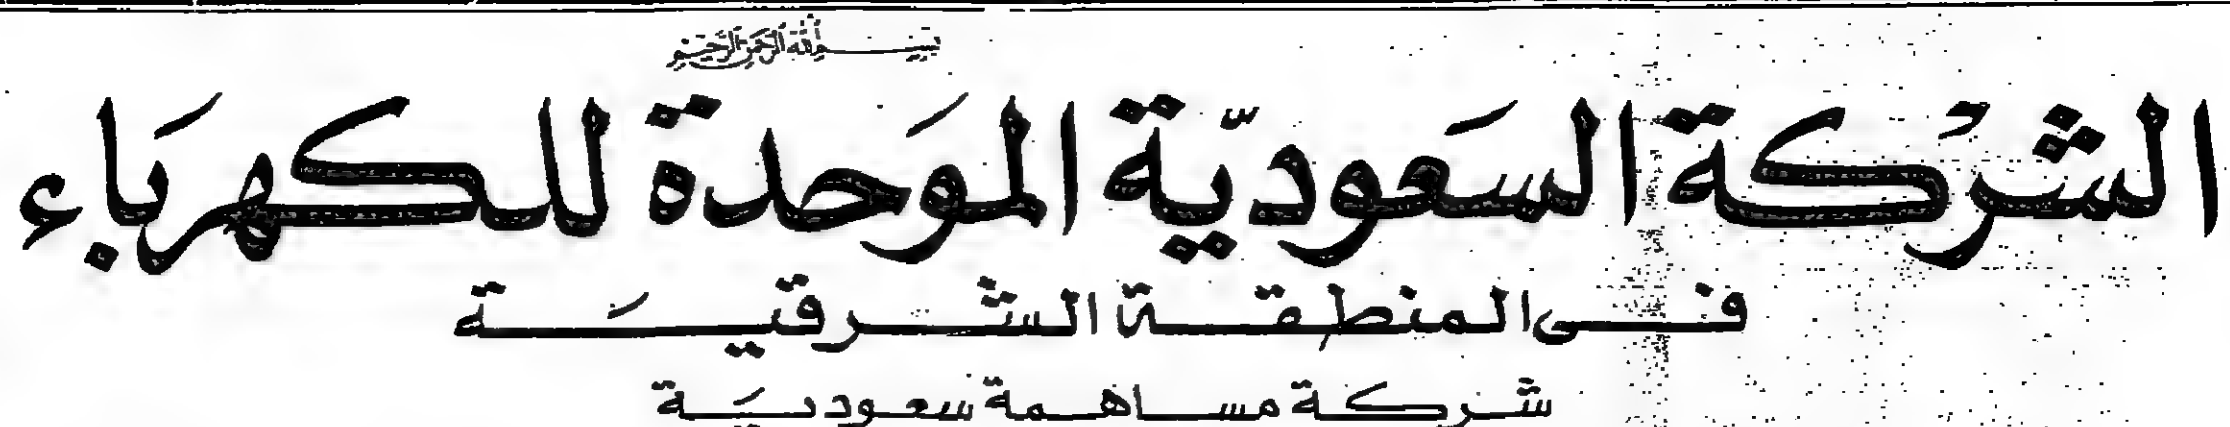 بسم الله الرحمن الرحيم
الشركة السعودية الموحدة للكهرباء
في المنطقة الشرقية
شركة مساهمة سعودية